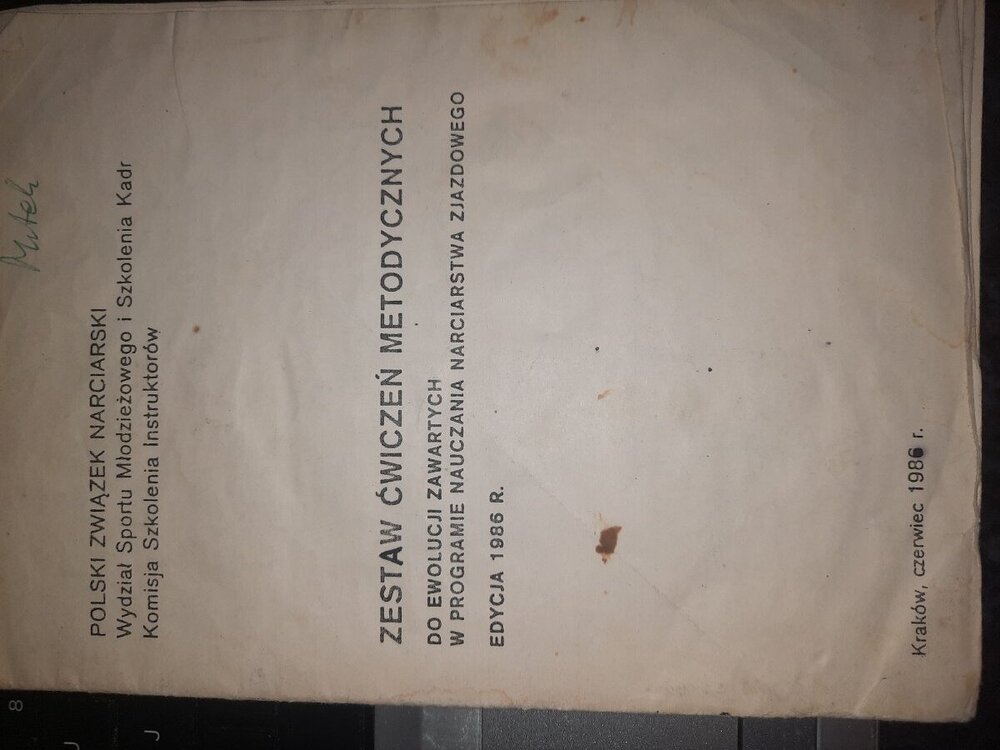 POLSKI ZWIĄZEK NARCIARSKI
Wydział Sportu Młodzieżowego i Szkolenia Kadr
Komisja Szkolenia Instruktorów
ZESTAW ĆWICZEŃ METODYCZNYCH
DO EWOLUCJI ZAWARTYCH
W PROGRAMIE NAUCZANIA NARCIARSTWA ZJAZDOWEGO
EDYCJA 1986 R.
Kraków, czerwiec 1986 r.
8
J
J